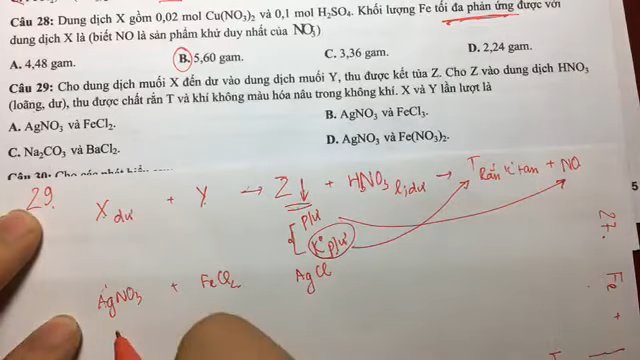 Câu 28: Dung dịch X gồm 0,02 mol Cu(NO₃)₂ và 0,1 mol H₂SO₄. Khối lượng Fe tối đa phản ứng được với
dung dịch X là (biết NO là sản phẩm khử duy nhất của NO₃⁻)
A. 4,48 gam. B. 5,60 gam. C. 3,36 gam. D. 2,24 gam.
Câu 29: Cho dung dịch muối X đến dư vào dung dịch muối Y, thu được kết tủa Z. Cho Z vào dung dịch HNO₃
(loãng, dư), thu được chất rắn T và khí không màu hóa nâu trong không khí. X và Y lần lượt là
A. AgNO₃ và FeCl₂. B. AgNO₃ và FeCl₃.
C. Na₂CO₃ và BaCl₂. D. AgNO₃ và Fe(NO₃)₂.
29. X dư + Y → Z ↓ + HNO₃ l, dư → T rắn k° tan + NO
p/ư
k° p/ư
AgNO₃ + FeCl₂ AgCl
27.
Fe +
5